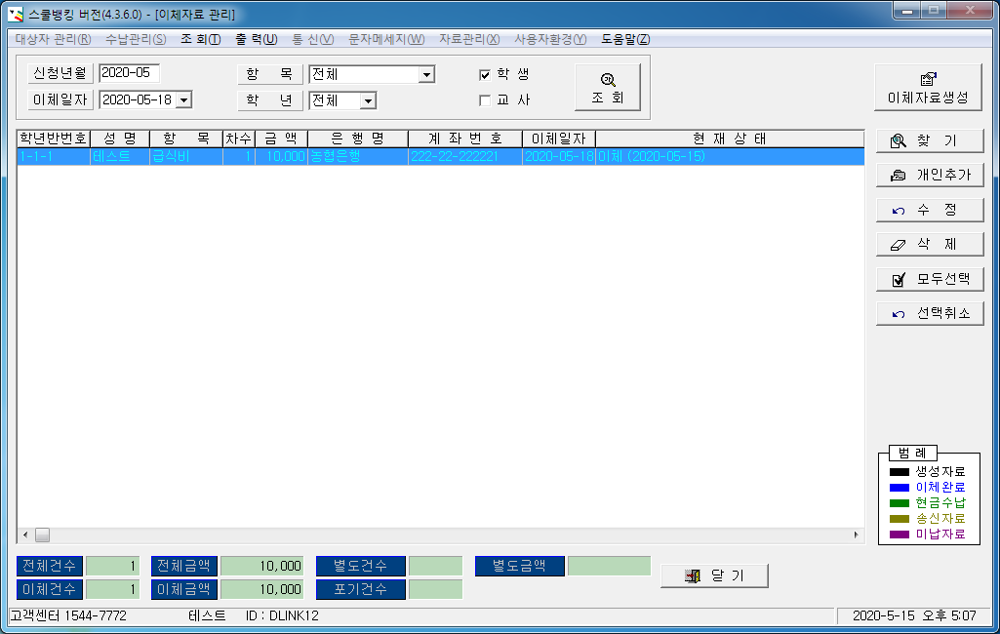 스쿨뱅킹 버전(4.3.6.0) - [이체자료 관리]
대상자 관리(R) 수납관리(S) 조 회(T) 출 력(U) 통 신(V) 문자메세지(W) 자료관리(X) 사용자환경(Y) 도움말(Z)
신청년월 2020-05 항 목 전체 학 생
이체일자 2020-05-18 학 년 전체 교 사
조 회
이체자료생성
학년반번호 성 명 항 목 차수 금 액 은 행 명 계 좌 번 호 이체일자 현 재 상 태
1-1-1 테스트 급식비 1 10,000 농협은행 222-22-222221 2020-05-18 이체 (2020-05-15)
찾 기
개인추가
수 정
삭 제
모두선택
선택취소
범 례
생성자료
이체완료
현금수납
송신자료
미납자료
전체건수 1 전체금액 10,000 별도건수 별도금액
이체건수 1 이체금액 10,000 포기건수
닫 기
고객센터 1544-7772 테스트 ID : DLINK12 2020-5-15 오후 5:07